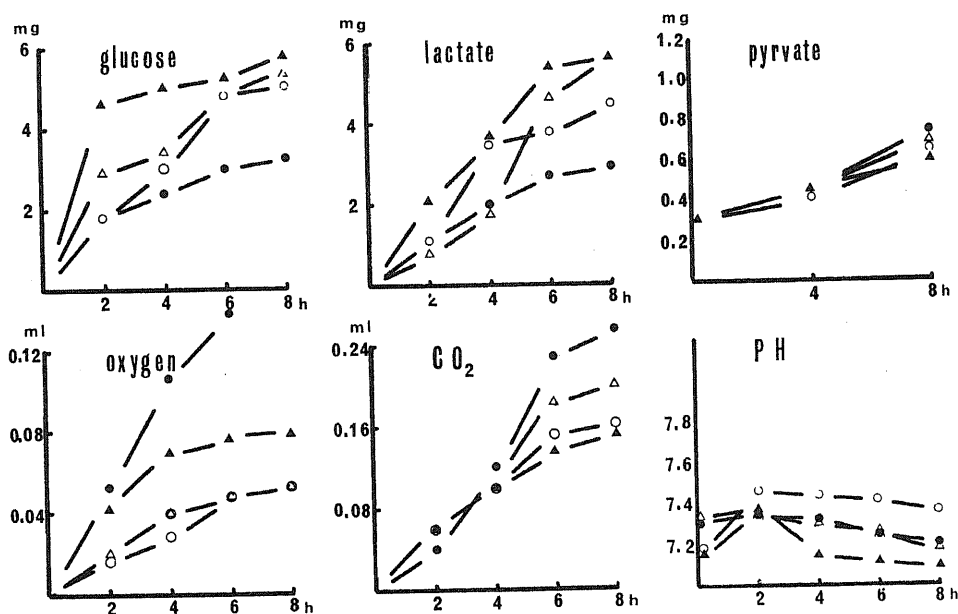 mg
glucose
6
4
2
2 4 6 8 h
mg
lactate
6
4
2
2 4 6 8 h
mg
pyrvate
1.2
1.0
0.8
0.6
0.4
0.2
4 8 h
ml
oxygen
0.12
0.08
0.04
2 4 6 8 h
ml
CO2
0.24
0.16
0.08
2 4 6 8 h
PH
7.8
7.6
7.4
7.2
2 4 6 8 h